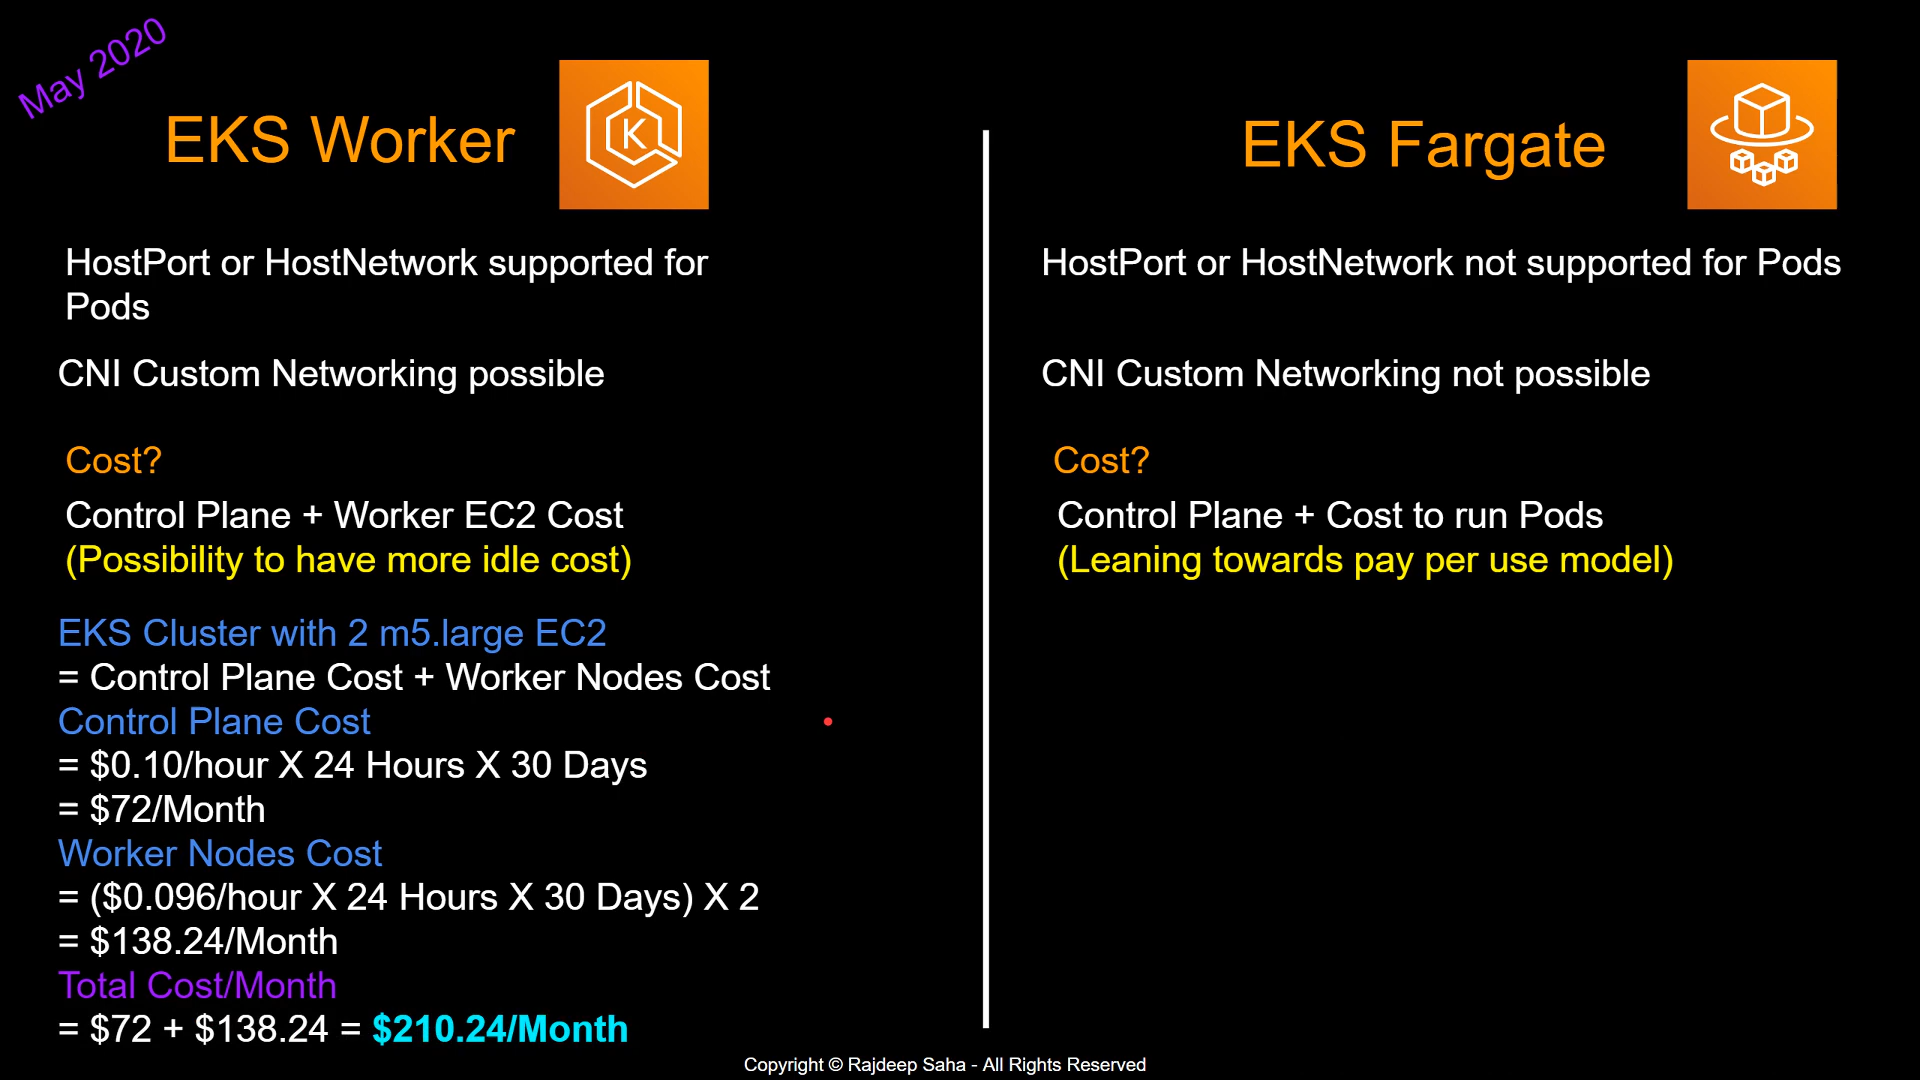 May 2020
EKS Worker
K
HostPort or HostNetwork supported for
Pods
CNI Custom Networking possible
Cost?
Control Plane + Worker EC2 Cost
(Possibility to have more idle cost)
EKS Cluster with 2 m5.large EC2
= Control Plane Cost + Worker Nodes Cost
Control Plane Cost
= $0.10/hour X 24 Hours X 30 Days
= $72/Month
Worker Nodes Cost
= ($0.096/hour X 24 Hours X 30 Days) X 2
= $138.24/Month
Total Cost/Month
= $72 + $138.24 = $210.24/Month
EKS Fargate
HostPort or HostNetwork not supported for Pods
CNI Custom Networking not possible
Cost?
Control Plane + Cost to run Pods
(Leaning towards pay per use model)
Copyright © Rajdeep Saha - All Rights Reserved